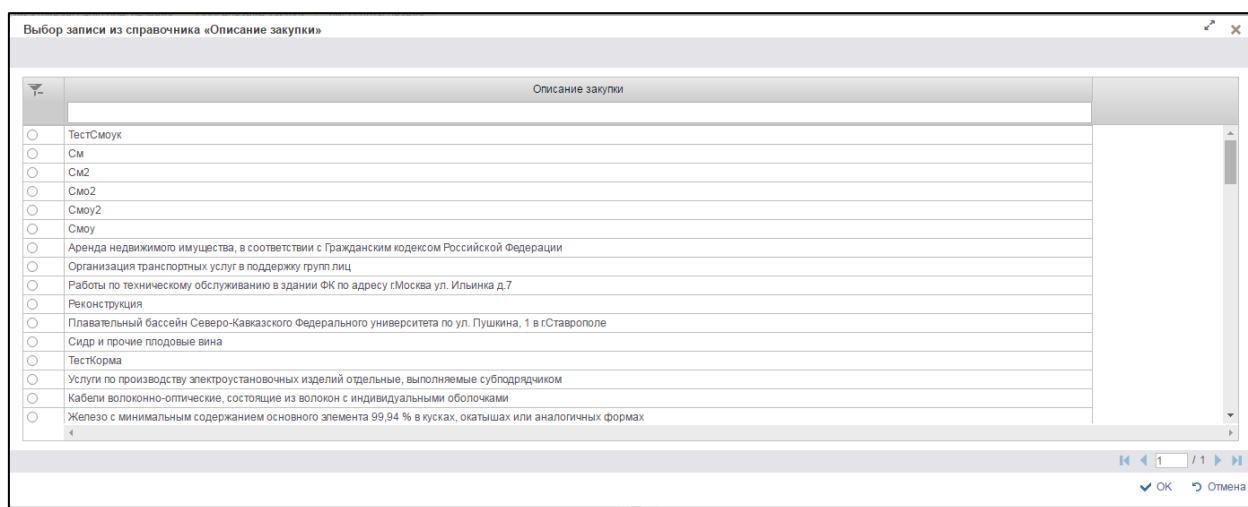 Выбор записи из справочника «Описание закупки»
Описание закупки
ТестСмоук
См
См2
Смо2
Смоу2
Смоу
Аренда недвижимого имущества, в соответствии с Гражданским кодексом Российской Федерации
Организация транспортных услуг в поддержку групп лиц
Работы по техническому обслуживанию в здании ФК по адресу г.Москва ул. Ильинка д.7
Реконструкция
Плавательный бассейн Северо-Кавказского Федерального университета по ул. Пушкина, 1 в г.Ставрополе
Сидр и прочие плодовые вина
ТестКорма
Услуги по производству электроустановочных изделий отдельные, выполняемые субподрядчиком
Кабели волоконно-оптические, состоящие из волокон с индивидуальными оболочками
Железо с минимальным содержанием основного элемента 99,94 % в кусках, окатышах или аналогичных формах
1 / 1
ОК Отмена